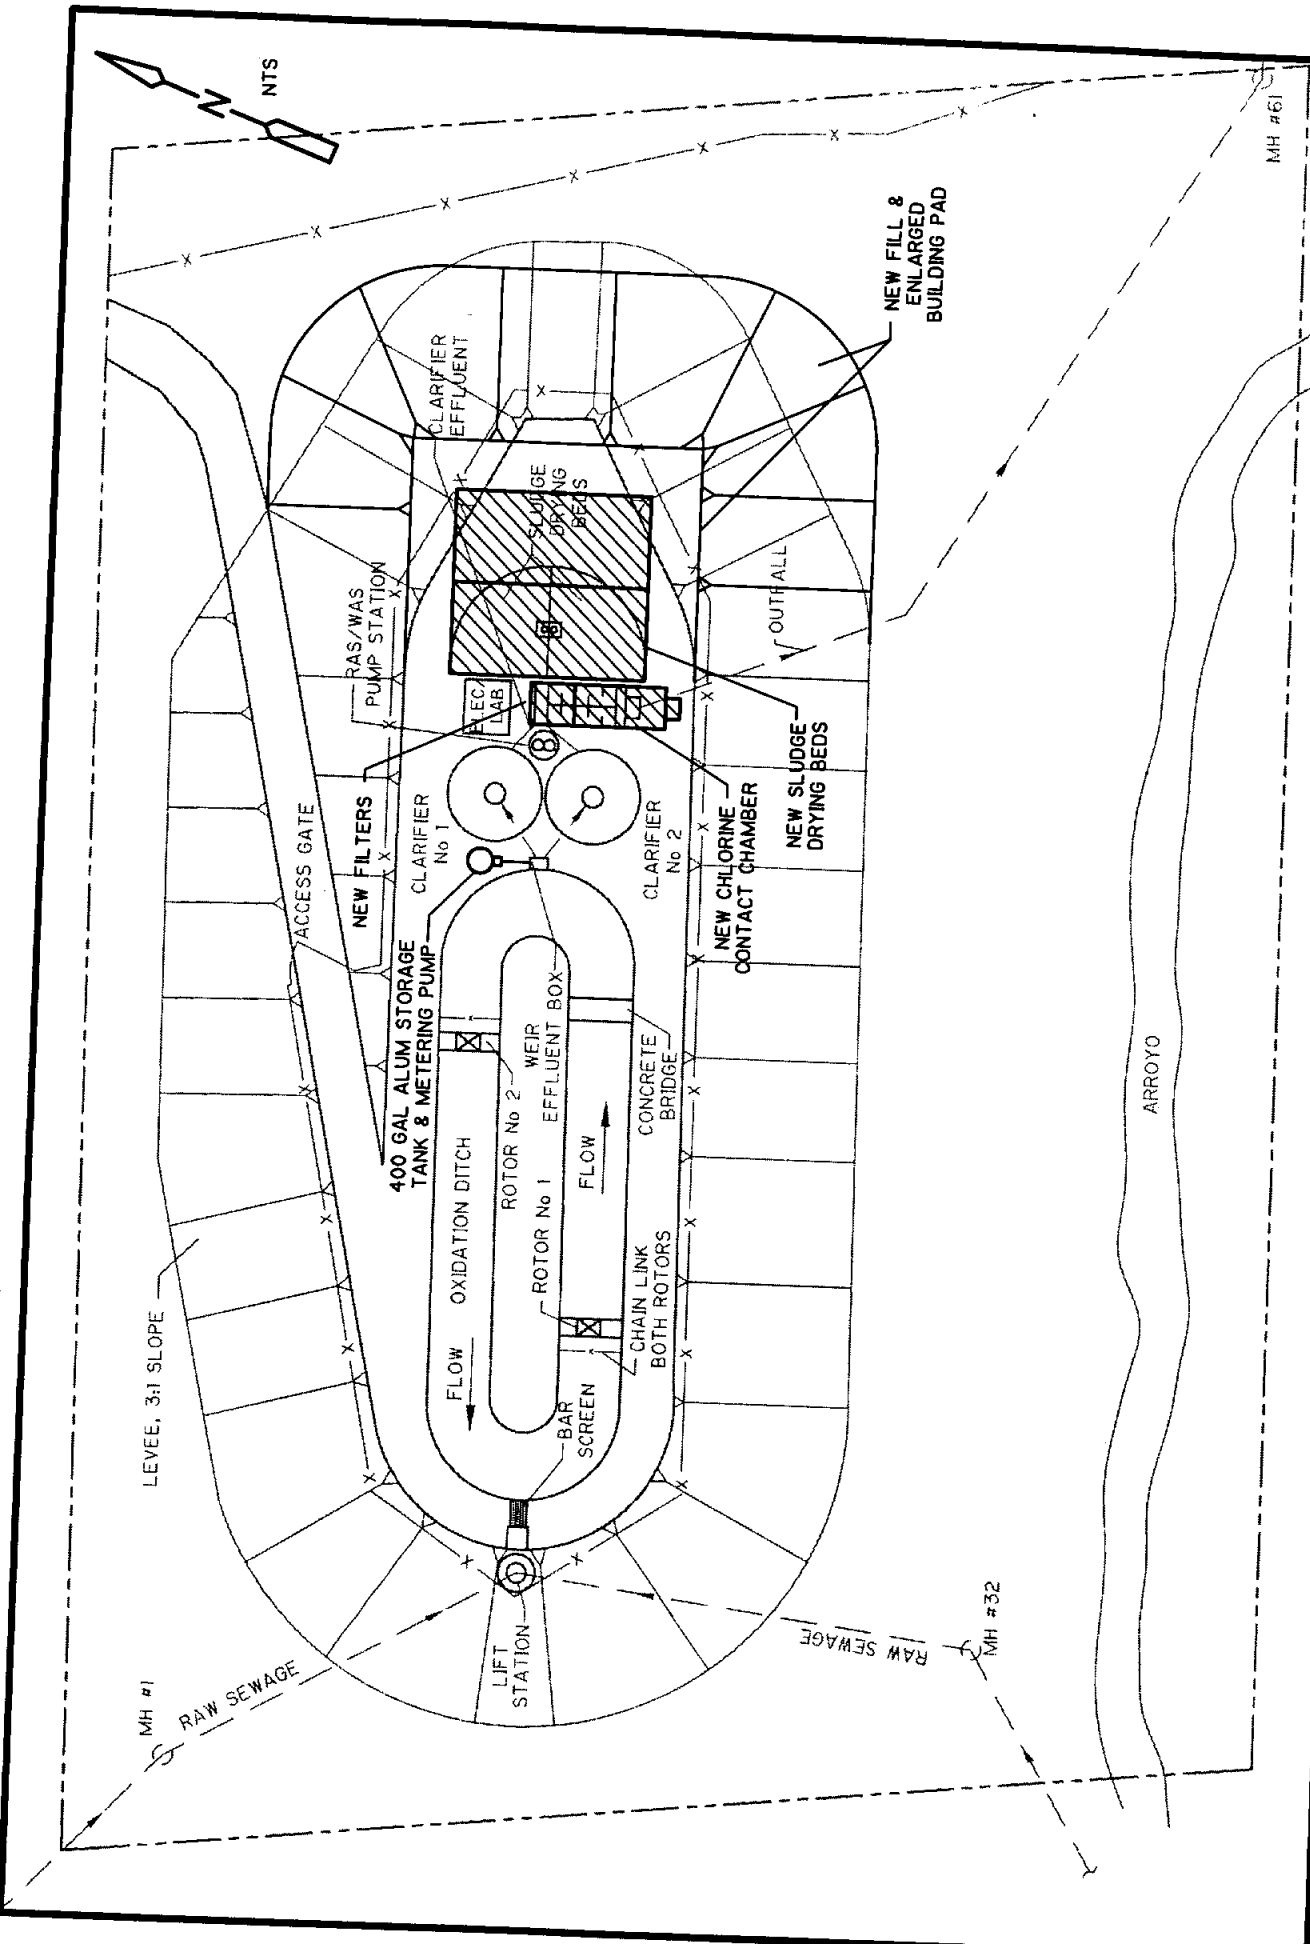 N
NTS
MH #61
NEW FILL &
ENLARGED
BUILDING PAD
CLARIFIER
EFFLUENT
SLUDGE
DRYING
BEDS
RAS/WAS
PUMP STATION
OUTFALL
ELEC/
LAB
NEW SLUDGE
DRYING BEDS
NEW CHLORINE
CONTACT CHAMBER
NEW FILTERS
ACCESS GATE
CLARIFIER
No 1
CLARIFIER
No 2
400 GAL ALUM STORAGE
TANK & METERING PUMP
WEIR
EFFLUENT BOX
CONCRETE
BRIDGE
ROTOR No 2
OXIDATION DITCH
ROTOR No 1
FLOW
FLOW
CHAIN LINK
BOTH ROTORS
BAR
SCREEN
LEVEE, 3:1 SLOPE
ARROYO
LIFT
STATION
MH #1
RAW SEWAGE
RAW SEWAGE
MH #32